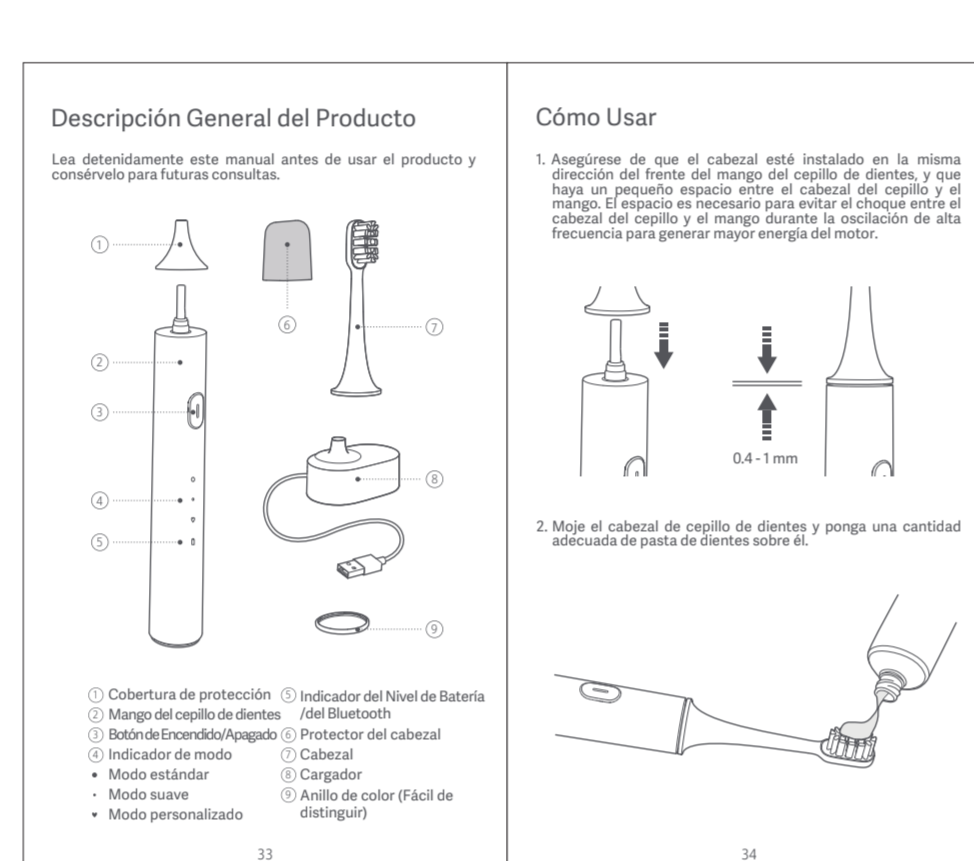 Descripción General del Producto
Lea detenidamente este manual antes de usar el producto y
consérvelo para futuras consultas.
①
②
③
④
⑤
⑥
⑦
⑧
⑨
① Cobertura de protección
② Mango del cepillo de dientes
③ Botón de Encendido/Apagado
④ Indicador de modo
• Modo estándar
· Modo suave
♥ Modo personalizado
⑤ Indicador del Nivel de Batería
/del Bluetooth
⑥ Protector del cabezal
⑦ Cabezal
⑧ Cargador
⑨ Anillo de color (Fácil de
distinguir)
33
Cómo Usar
1. Asegúrese de que el cabezal esté instalado en la misma
dirección del frente del mango del cepillo de dientes, y que
haya un pequeño espacio entre el cabezal del cepillo y el
mango. El espacio es necesario para evitar el choque entre el
cabezal del cepillo y el mango durante la oscilación de alta
frecuencia para generar mayor energía del motor.
0.4 - 1 mm
2. Moje el cabezal de cepillo de dientes y ponga una cantidad
adecuada de pasta de dientes sobre él.
34